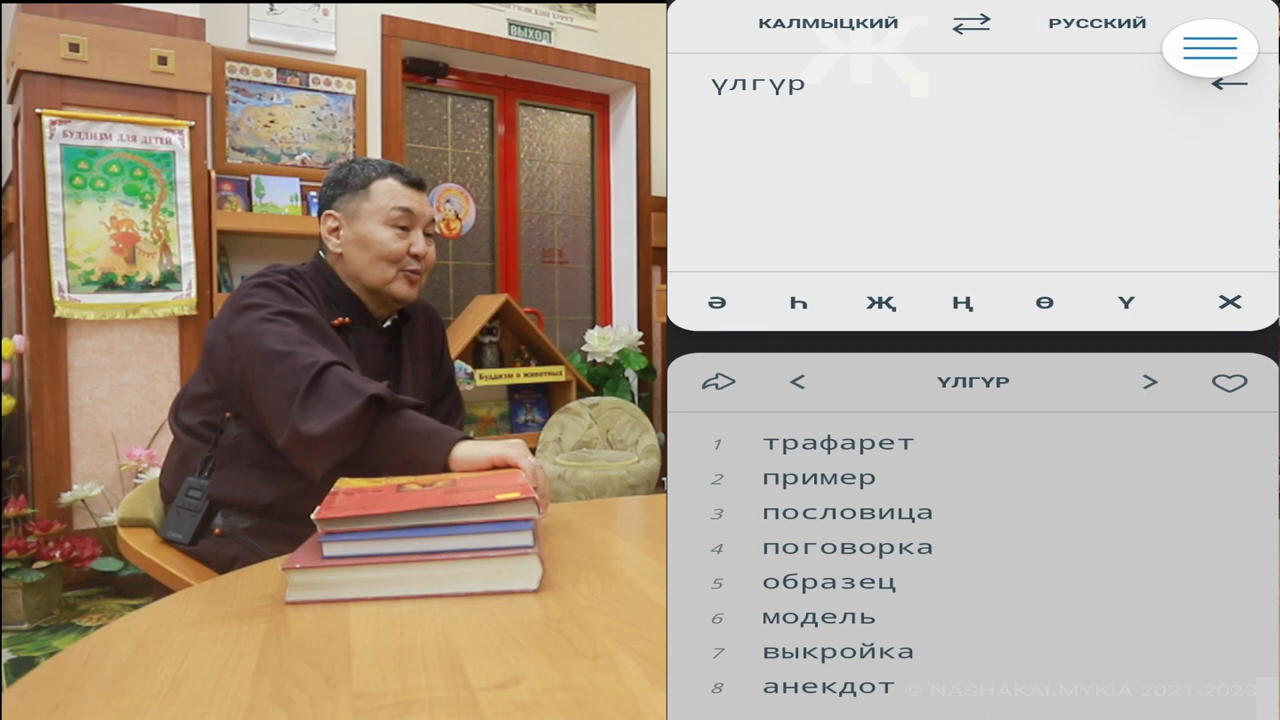 ВЫХОД
БУДДИЗМ ДЛЯ ДЕТЕЙ
Буддизм о животных
КАЛМЫЦКИЙ
РУССКИЙ
үлгүр
ә һ җ ң ө ү
ҮЛГҮР
1 трафарет
2 пример
3 пословица
4 поговорка
5 образец
6 модель
7 выкройка
8 анекдот
© NASHAKALMYKIA 2021-2023